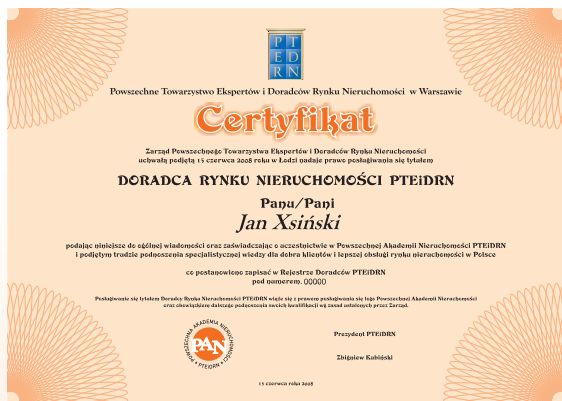 PT
ED
RN
Powszechne Towarzystwo Ekspertów i Doradców Rynku Nieruchomości w Warszawie
Certyfikat
Zarząd Powszechnego Towarzystwa Ekspertów i Doradców Rynku Nieruchomości
uchwałą podjętą 15 czerwca 2008 roku w Łodzi nadaje prawo posługiwania się tytułem
DORADCA RYNKU NIERUCHOMOŚCI PTEiDRN
Panu/Pani
Jan Xsiński
podając niniejsze do ogólnej wiadomości oraz zaświadczając o uczestnictwie w Powszechnej Akademii Nieruchomości PTEiDRN
i podjętym trudzie podnoszenia specjalistycznej wiedzy dla dobra klientów i lepszej obsługi rynku nieruchomości w Polsce
co postanowiono zapisać w Rejestrze Doradców PTEiDRN
pod numerem. 00000
Posługiwanie się tytułem Doradcy Rynku Nieruchomości PTEiDRN wiąże się z prawem posługiwania się logo Powszechnej Akademii Nieruchomości
oraz obowiązkiem dalszego podnoszenia swoich kwalifikacji wg zasad ustalonych przez Zarząd.
POWSZECHNA AKADEMIA NIERUCHOMOŚCI
PAN
• PTEiDRN •
Prezydent PTEiDRN
Zbigniew Kubiński
15 czerwca roku 2008